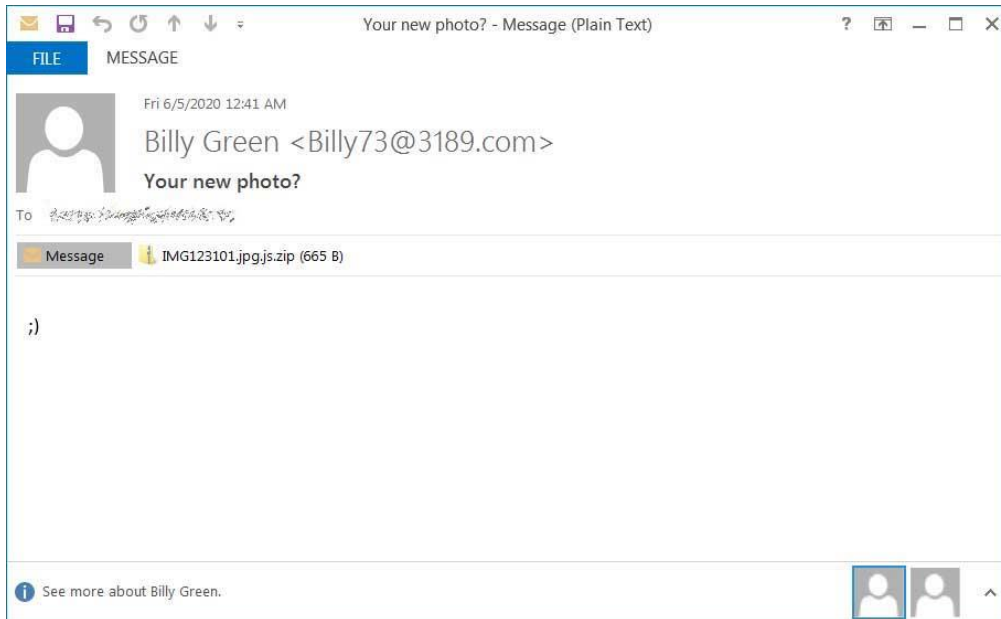 Your new photo? - Message (Plain Text)
?
FILE MESSAGE
Fri 6/5/2020 12:41 AM
Billy Green <Billy73@3189.com>
Your new photo?
To
Message IMG123101.jpg.js.zip (665 B)
;)
See more about Billy Green.